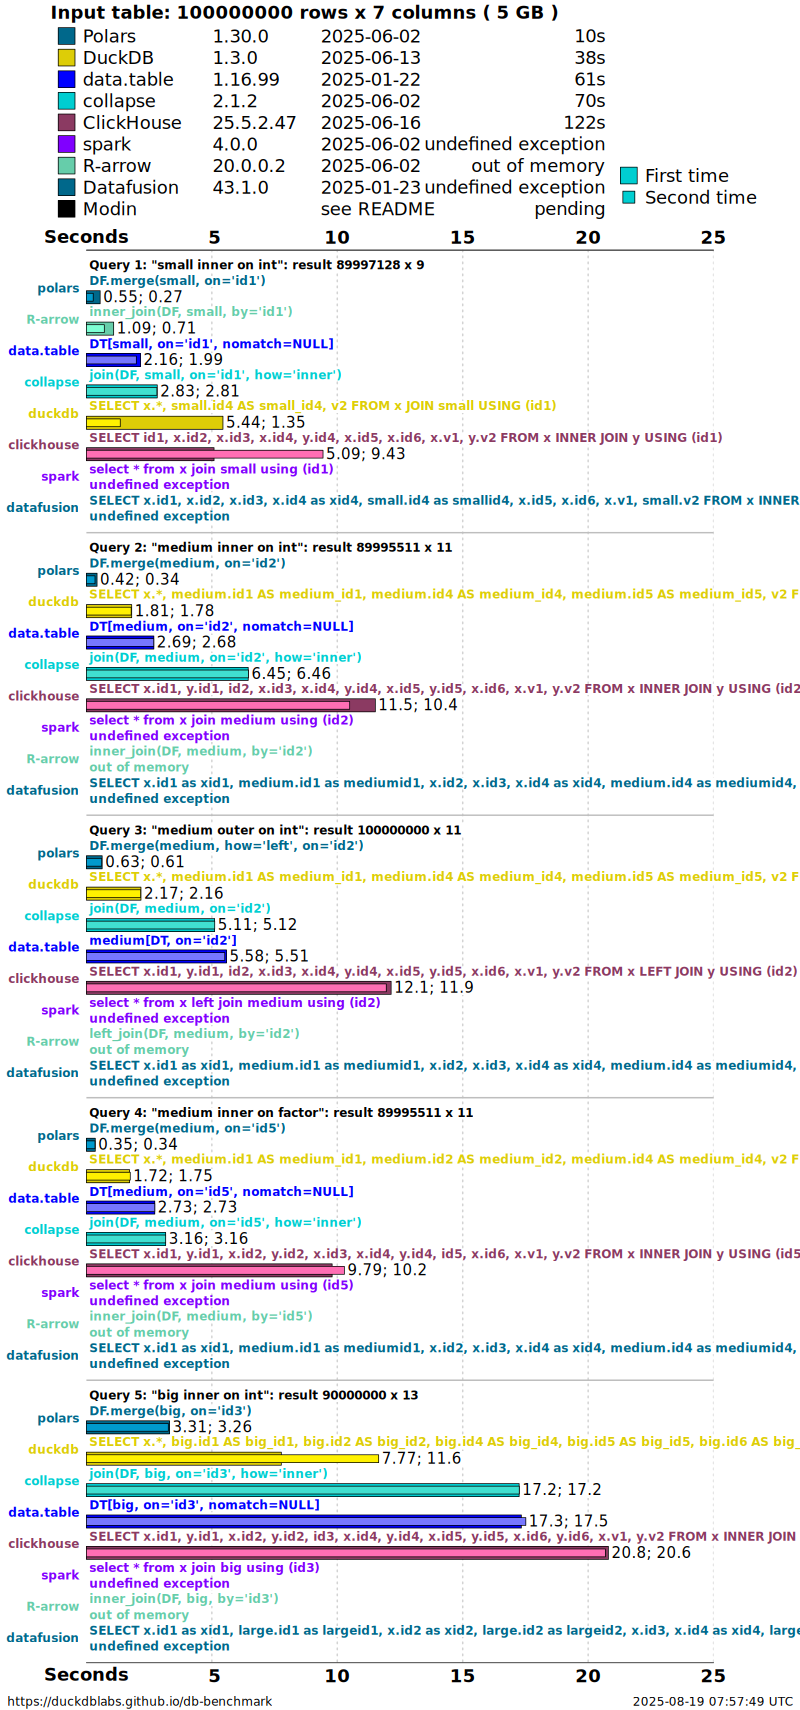 Input table: 100000000 rows x 7 columns ( 5 GB )
Polars 1.30.0 2025-06-02 10s
DuckDB 1.3.0 2025-06-13 38s
data.table 1.16.99 2025-01-22 61s
collapse 2.1.2 2025-06-02 70s
ClickHouse 25.5.2.47 2025-06-16 122s
spark 4.0.0 2025-06-02 undefined exception
R-arrow 20.0.0.2 2025-06-02 out of memory
Datafusion 43.1.0 2025-01-23 undefined exception
Modin see README pending
First time
Second time
Seconds 5 10 15 20 25
Query 1: "small inner on int": result 89997128 x 9
DF.merge(small, on='id1')
polars 0.55; 0.27
inner_join(DF, small, by='id1')
R-arrow 1.09; 0.71
DT[small, on='id1', nomatch=NULL]
data.table 2.16; 1.99
join(DF, small, on='id1', how='inner')
collapse 2.83; 2.81
SELECT x.*, small.id4 AS small_id4, v2 FROM x JOIN small USING (id1)
duckdb 5.44; 1.35
SELECT id1, x.id2, x.id3, x.id4, y.id4, x.id5, x.id6, x.v1, y.v2 FROM x INNER JOIN y USING (id1)
clickhouse 5.09; 9.43
select * from x join small using (id1)
spark undefined exception
SELECT x.id1, x.id2, x.id3, x.id4 as xid4, small.id4 as smallid4, x.id5, x.id6, x.v1, small.v2 FROM x INNER
datafusion undefined exception
Query 2: "medium inner on int": result 89995511 x 11
DF.merge(medium, on='id2')
polars 0.42; 0.34
SELECT x.*, medium.id1 AS medium_id1, medium.id4 AS medium_id4, medium.id5 AS medium_id5, v2 F
duckdb 1.81; 1.78
DT[medium, on='id2', nomatch=NULL]
data.table 2.69; 2.68
join(DF, medium, on='id2', how='inner')
collapse 6.45; 6.46
SELECT x.id1, y.id1, id2, x.id3, x.id4, y.id4, x.id5, y.id5, x.id6, x.v1, y.v2 FROM x INNER JOIN y USING (id2
clickhouse 11.5; 10.4
select * from x join medium using (id2)
spark undefined exception
inner_join(DF, medium, by='id2')
R-arrow out of memory
SELECT x.id1 as xid1, medium.id1 as mediumid1, x.id2, x.id3, x.id4 as xid4, medium.id4 as mediumid4,
datafusion undefined exception
Query 3: "medium outer on int": result 100000000 x 11
DF.merge(medium, how='left', on='id2')
polars 0.63; 0.61
SELECT x.*, medium.id1 AS medium_id1, medium.id4 AS medium_id4, medium.id5 AS medium_id5, v2 F
duckdb 2.17; 2.16
join(DF, medium, on='id2')
collapse 5.11; 5.12
medium[DT, on='id2']
data.table 5.58; 5.51
SELECT x.id1, y.id1, id2, x.id3, x.id4, y.id4, x.id5, y.id5, x.id6, x.v1, y.v2 FROM x LEFT JOIN y USING (id2)
clickhouse 12.1; 11.9
select * from x left join medium using (id2)
spark undefined exception
left_join(DF, medium, by='id2')
R-arrow out of memory
SELECT x.id1 as xid1, medium.id1 as mediumid1, x.id2, x.id3, x.id4 as xid4, medium.id4 as mediumid4,
datafusion undefined exception
Query 4: "medium inner on factor": result 89995511 x 11
DF.merge(medium, on='id5')
polars 0.35; 0.34
SELECT x.*, medium.id1 AS medium_id1, medium.id2 AS medium_id2, medium.id4 AS medium_id4, v2 F
duckdb 1.72; 1.75
DT[medium, on='id5', nomatch=NULL]
data.table 2.73; 2.73
join(DF, medium, on='id5', how='inner')
collapse 3.16; 3.16
SELECT x.id1, y.id1, x.id2, y.id2, x.id3, x.id4, y.id4, id5, x.id6, x.v1, y.v2 FROM x INNER JOIN y USING (id5
clickhouse 9.79; 10.2
select * from x join medium using (id5)
spark undefined exception
inner_join(DF, medium, by='id5')
R-arrow out of memory
SELECT x.id1 as xid1, medium.id1 as mediumid1, x.id2, x.id3, x.id4 as xid4, medium.id4 as mediumid4,
datafusion undefined exception
Query 5: "big inner on int": result 90000000 x 13
DF.merge(big, on='id3')
polars 3.31; 3.26
SELECT x.*, big.id1 AS big_id1, big.id2 AS big_id2, big.id4 AS big_id4, big.id5 AS big_id5, big.id6 AS big_
duckdb 7.77; 11.6
join(DF, big, on='id3', how='inner')
collapse 17.2; 17.2
DT[big, on='id3', nomatch=NULL]
data.table 17.3; 17.5
SELECT x.id1, y.id1, x.id2, y.id2, id3, x.id4, y.id4, x.id5, y.id5, x.id6, y.id6, x.v1, y.v2 FROM x INNER JOIN
clickhouse 20.8; 20.6
select * from x join big using (id3)
spark undefined exception
inner_join(DF, big, by='id3')
R-arrow out of memory
SELECT x.id1 as xid1, large.id1 as largeid1, x.id2 as xid2, large.id2 as largeid2, x.id3, x.id4 as xid4, large
datafusion undefined exception
Seconds 5 10 15 20 25
https://duckdblabs.github.io/db-benchmark 2025-08-19 07:57:49 UTC